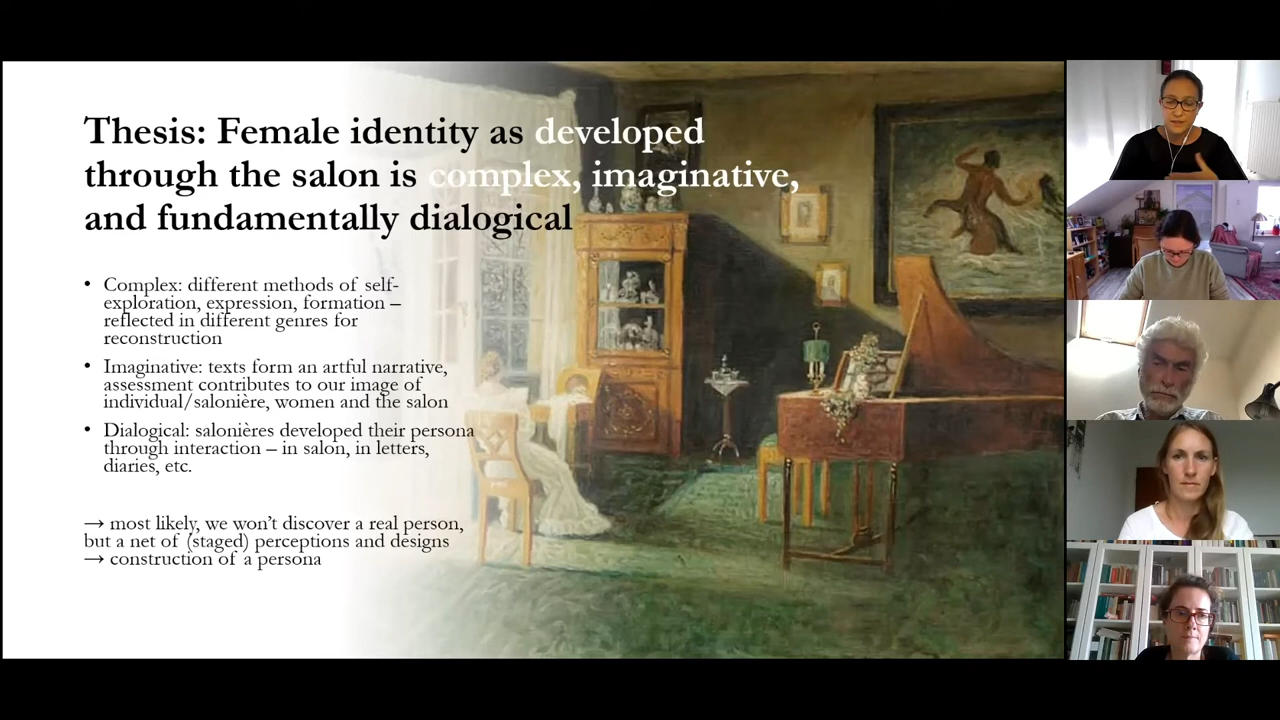 Thesis: Female identity as developed
through the salon is complex, imaginative,
and fundamentally dialogical
• Complex: different methods of self-
exploration, expression, formation –
reflected in different genres for
reconstruction
• Imaginative: texts form an artful narrative,
assessment contributes to our image of
individual/salonière, women and the salon
• Dialogical: salonières developed their persona
through interaction – in salon, in letters,
diaries, etc.
→ most likely, we won’t discover a real person,
but a net of (staged) perceptions and designs
→ construction of a persona